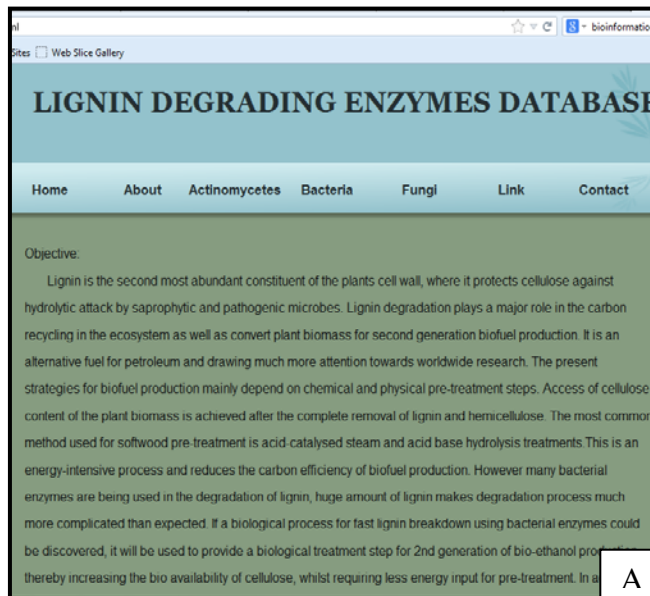 nl bioinformatio
Sites Web Slice Gallery
LIGNIN DEGRADING ENZYMES DATABASE
Home About Actinomycetes Bacteria Fungi Link Contact
Objective:
Lignin is the second most abundant constituent of the plants cell wall, where it protects cellulose against
hydrolytic attack by saprophytic and pathogenic microbes. Lignin degradation plays a major role in the carbon
recycling in the ecosystem as well as convert plant biomass for second generation biofuel production. It is an
alternative fuel for petroleum and drawing much more attention towards worldwide research. The present
strategies for biofuel production mainly depend on chemical and physical pre-treatment steps. Access of cellulose
content of the plant biomass is achieved after the complete removal of lignin and hemicellulose. The most common
method used for softwood pre-treatment is acid-catalysed steam and acid base hydrolysis treatments.This is an
energy-intensive process and reduces the carbon efficiency of biofuel production. However many bacterial
enzymes are being used in the degradation of lignin, huge amount of lignin makes degradation process much
more complicated than expected. If a biological process for fast lignin breakdown using bacterial enzymes could
be discovered, it will be used to provide a biological treatment step for 2nd generation of bio-ethanol
thereby increasing the bio availability of cellulose, whilst requiring less energy input for pre-treatment. In
A